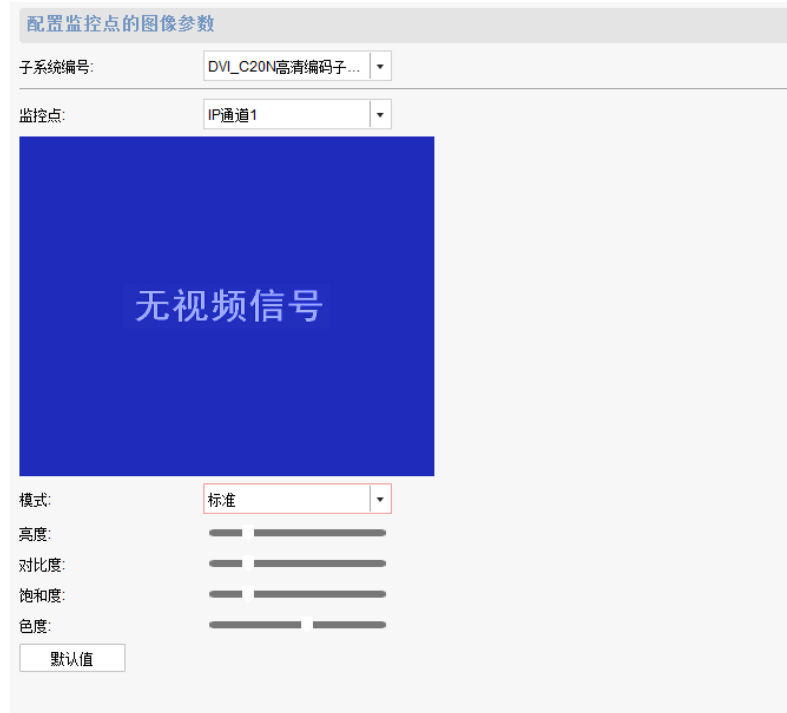 配置监控点的图像参数
子系统编号: DVI_C20N高清编码子...
监控点: IP通道1
无视频信号
模式: 标准
亮度:
对比度:
饱和度:
色度:
默认值